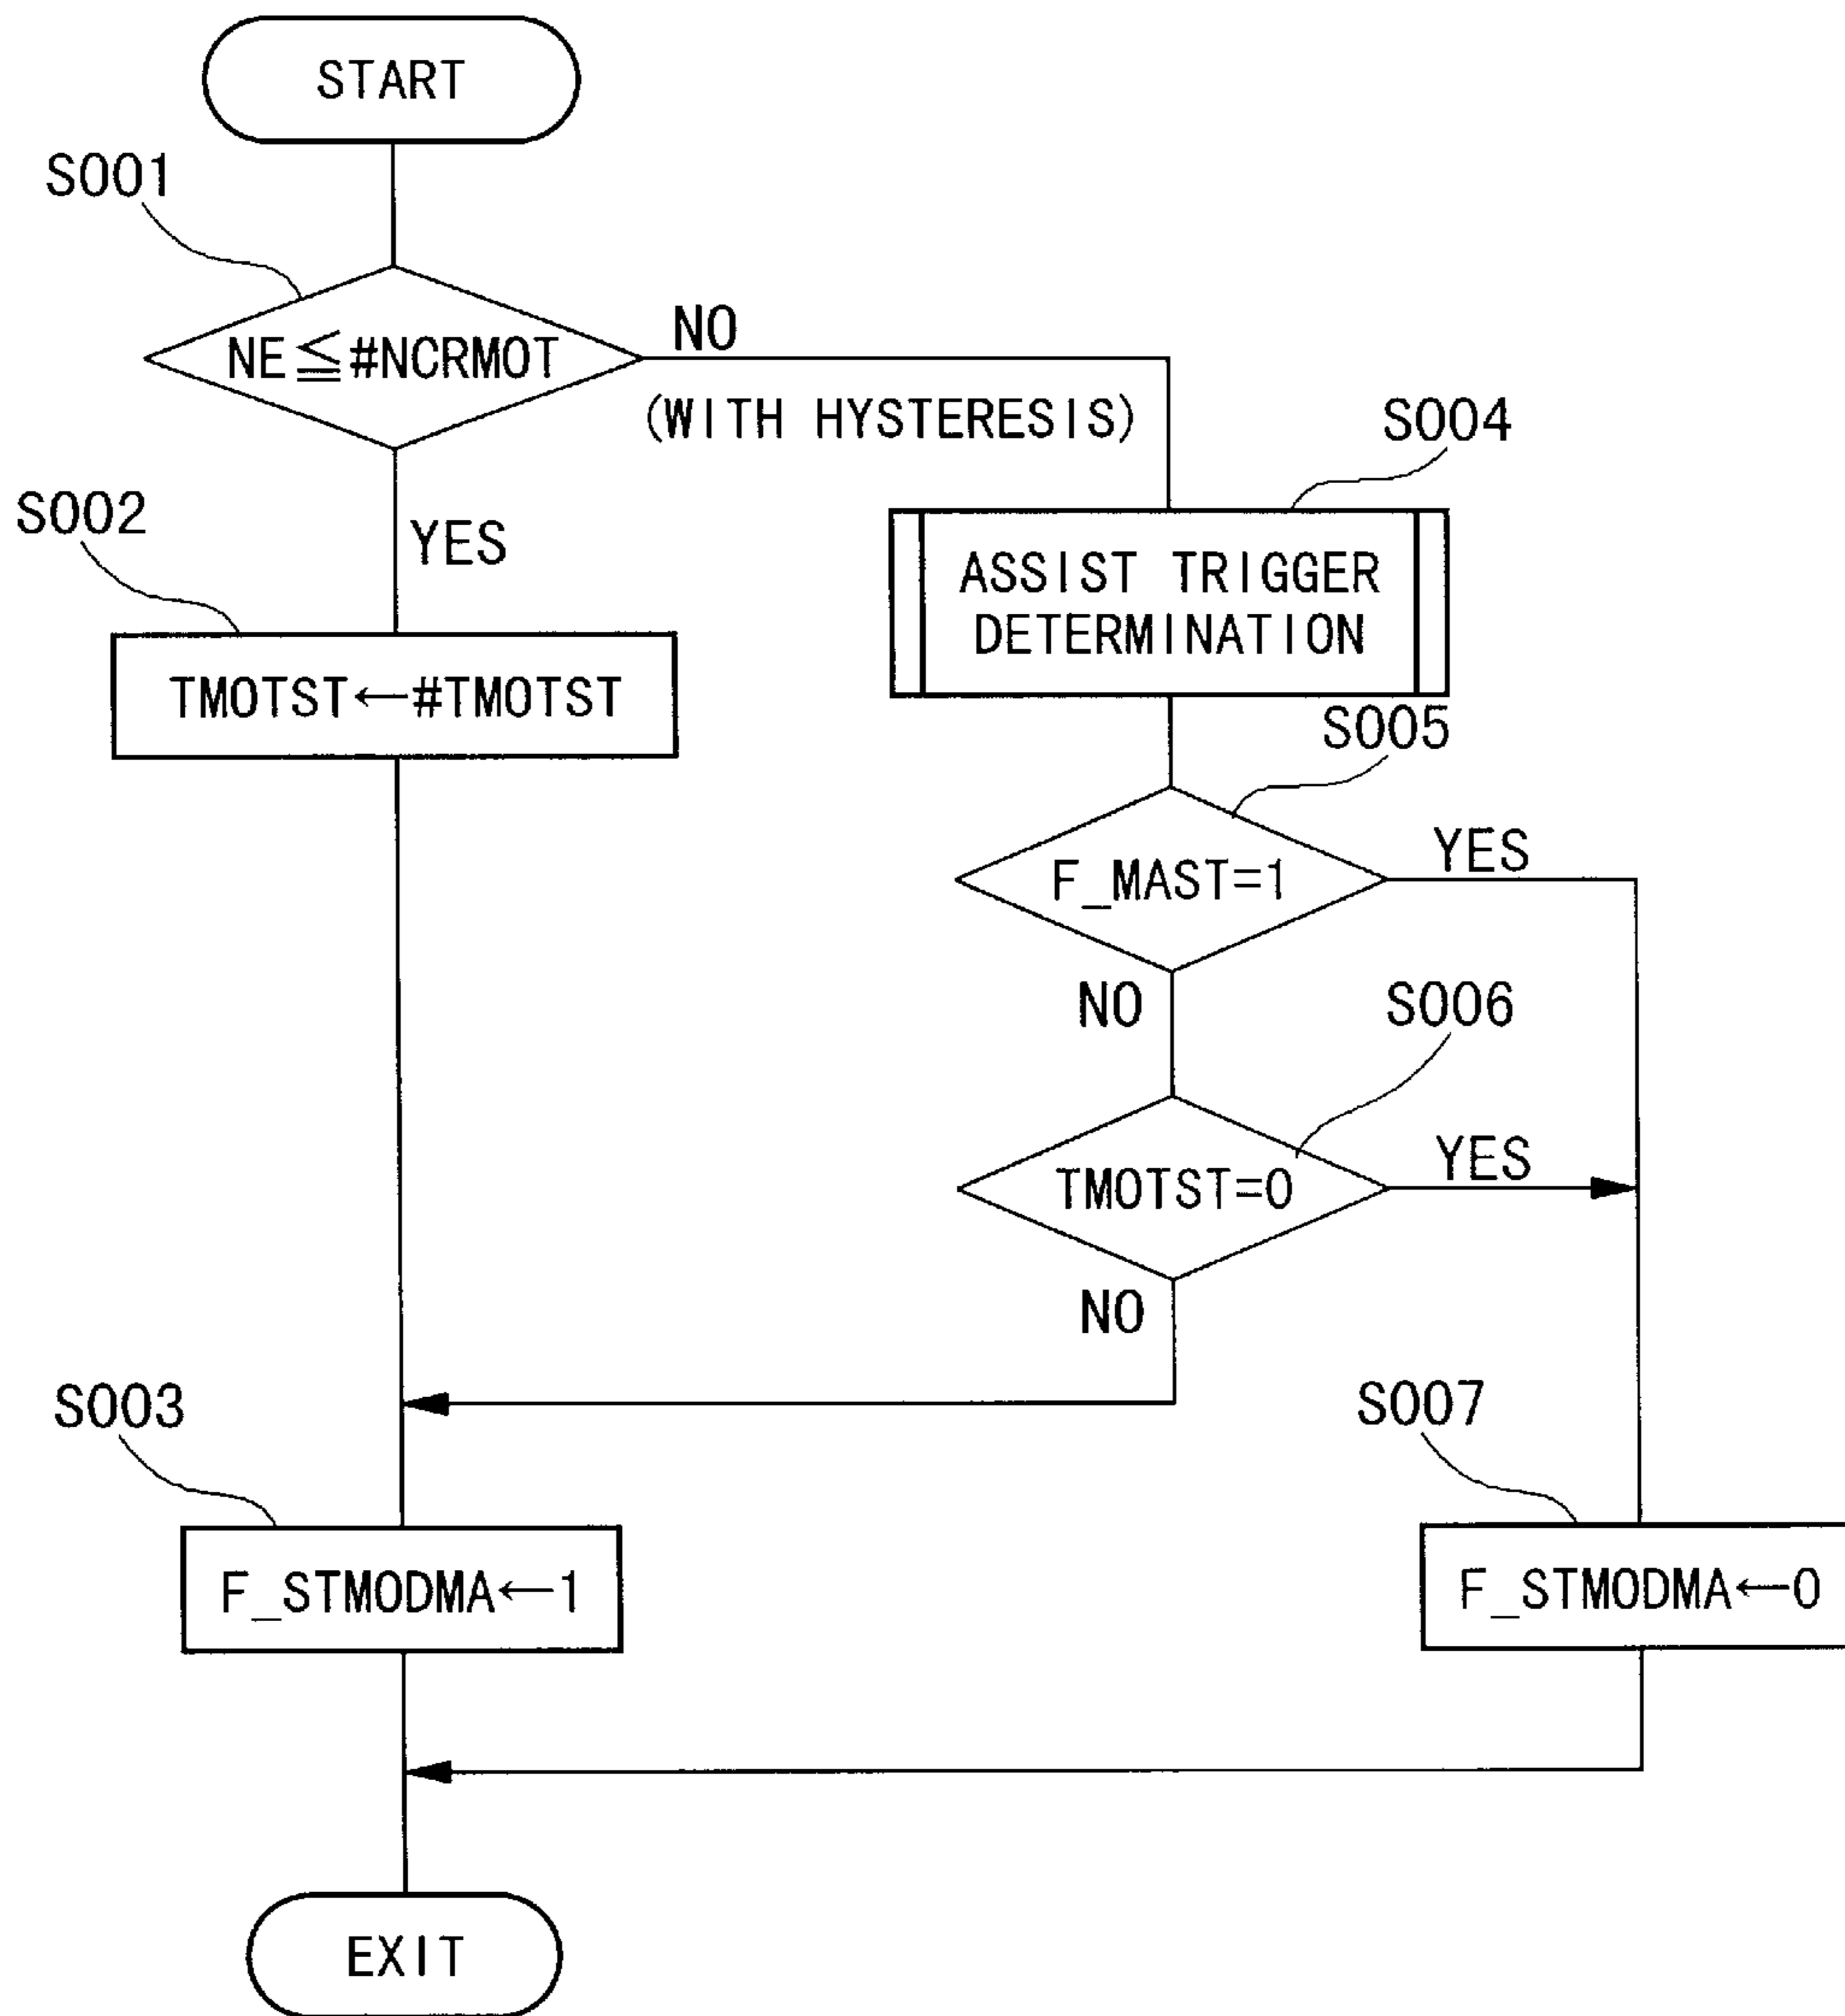 START
S001
NE≦#NCRMOT
NO
(WITH HYSTERESIS)
S004
S002
YES
ASSIST TRIGGER
DETERMINATION
TMOTST←#TMOTST
S005
F_MAST=1
YES
NO
S006
TMOTST=0
YES
NO
S003
S007
F_STMODMA←1
F_STMODMA←0
EXIT